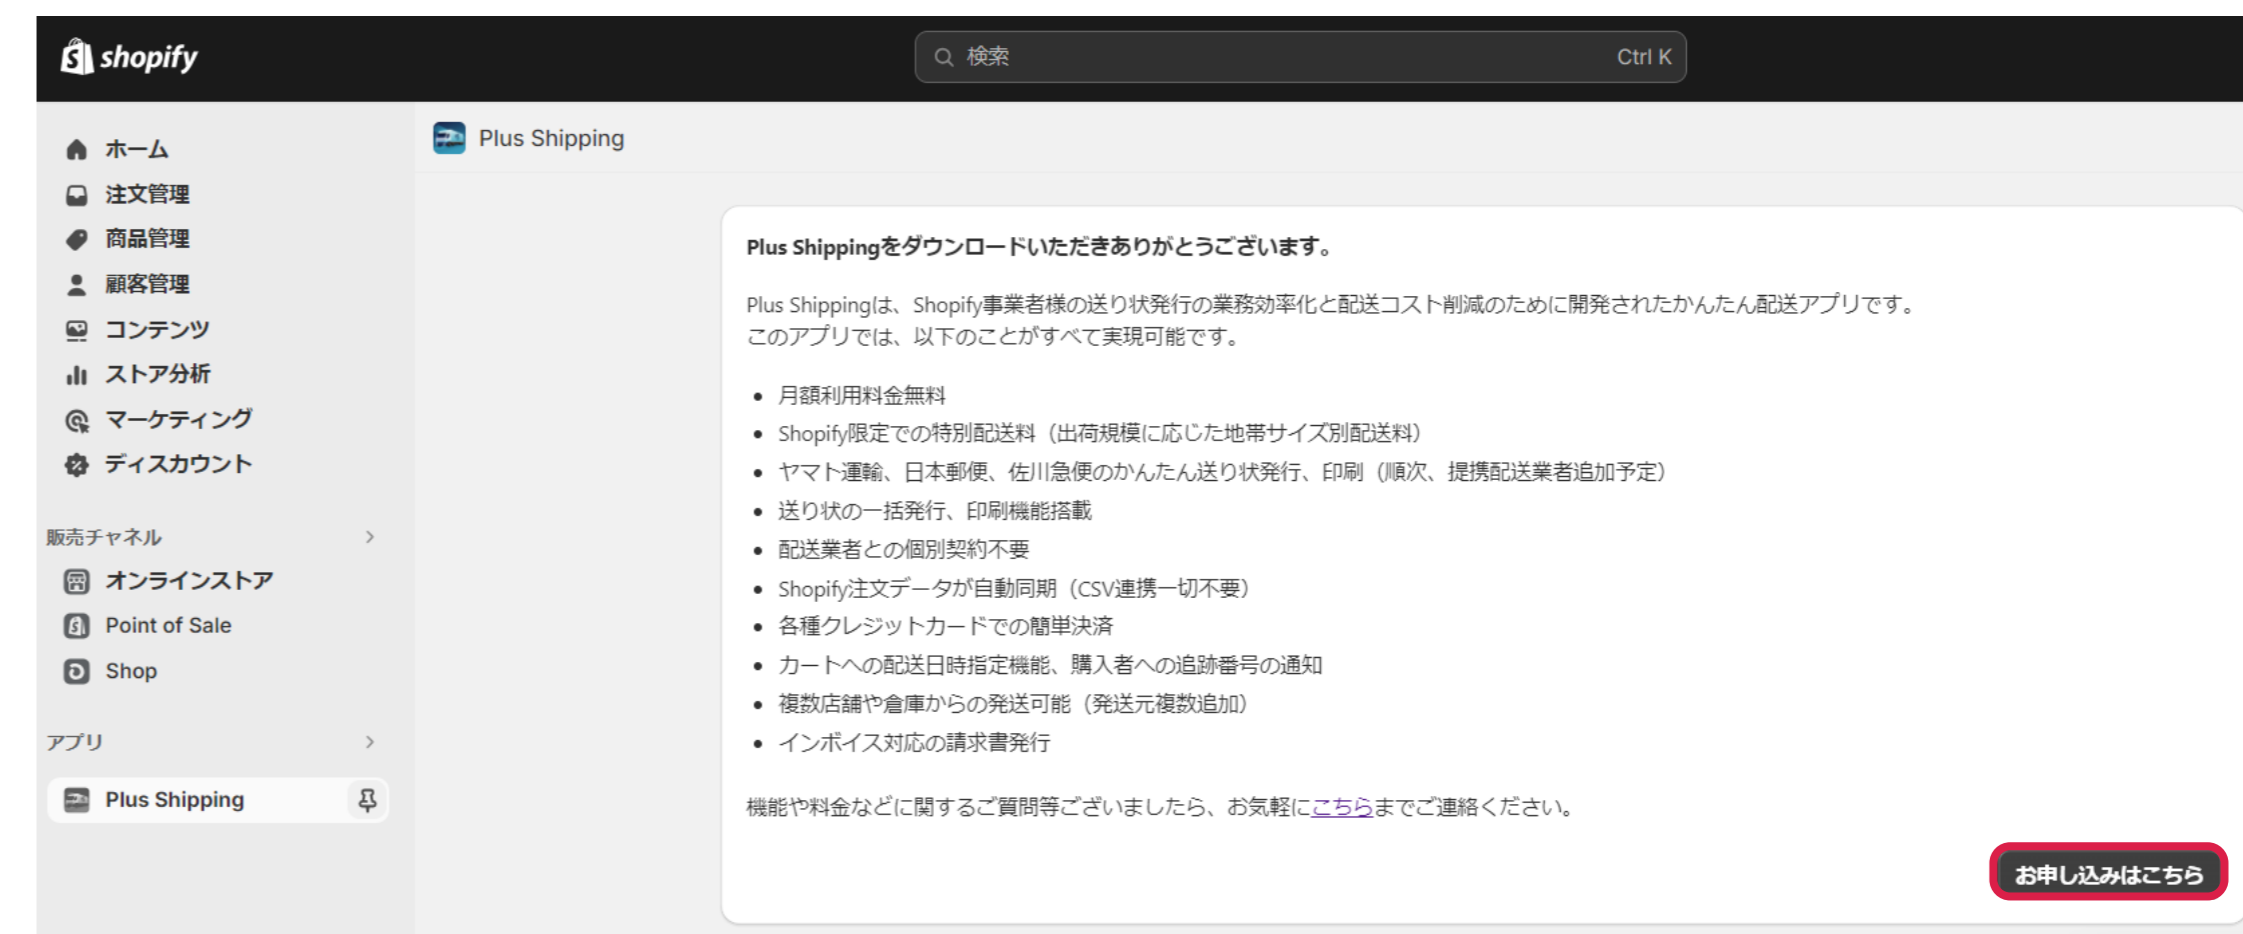 shopify
検索
Ctrl K
ホーム
注文管理
商品管理
顧客管理
コンテンツ
ストア分析
マーケティング
ディスカウント
販売チャネル
オンラインストア
Point of Sale
Shop
アプリ
Plus Shipping
Plus Shipping
Plus Shippingをダウンロードいただきありがとうございます。
Plus Shippingは、Shopify事業者様の送り状発行の業務効率化と配送コスト削減のために開発されたかんたん配送アプリです。
このアプリでは、以下のことがすべて実現可能です。
• 月額利用料金無料
• Shopify限定での特別配送料（出荷規模に応じた地帯サイズ別配送料）
• ヤマト運輸、日本郵便、佐川急便のかんたん送り状発行、印刷（順次、提携配送業者追加予定）
• 送り状の一括発行、印刷機能搭載
• 配送業者との個別契約不要
• Shopify注文データが自動同期（CSV連携一切不要）
• 各種クレジットカードでの簡単決済
• カートへの配送日時指定機能、購入者への追跡番号の通知
• 複数店舗や倉庫からの発送可能（発送元複数追加）
• インボイス対応の請求書発行
機能や料金などに関するご質問等ございましたら、お気軽にこちらまでご連絡ください。
お申し込みはこちら